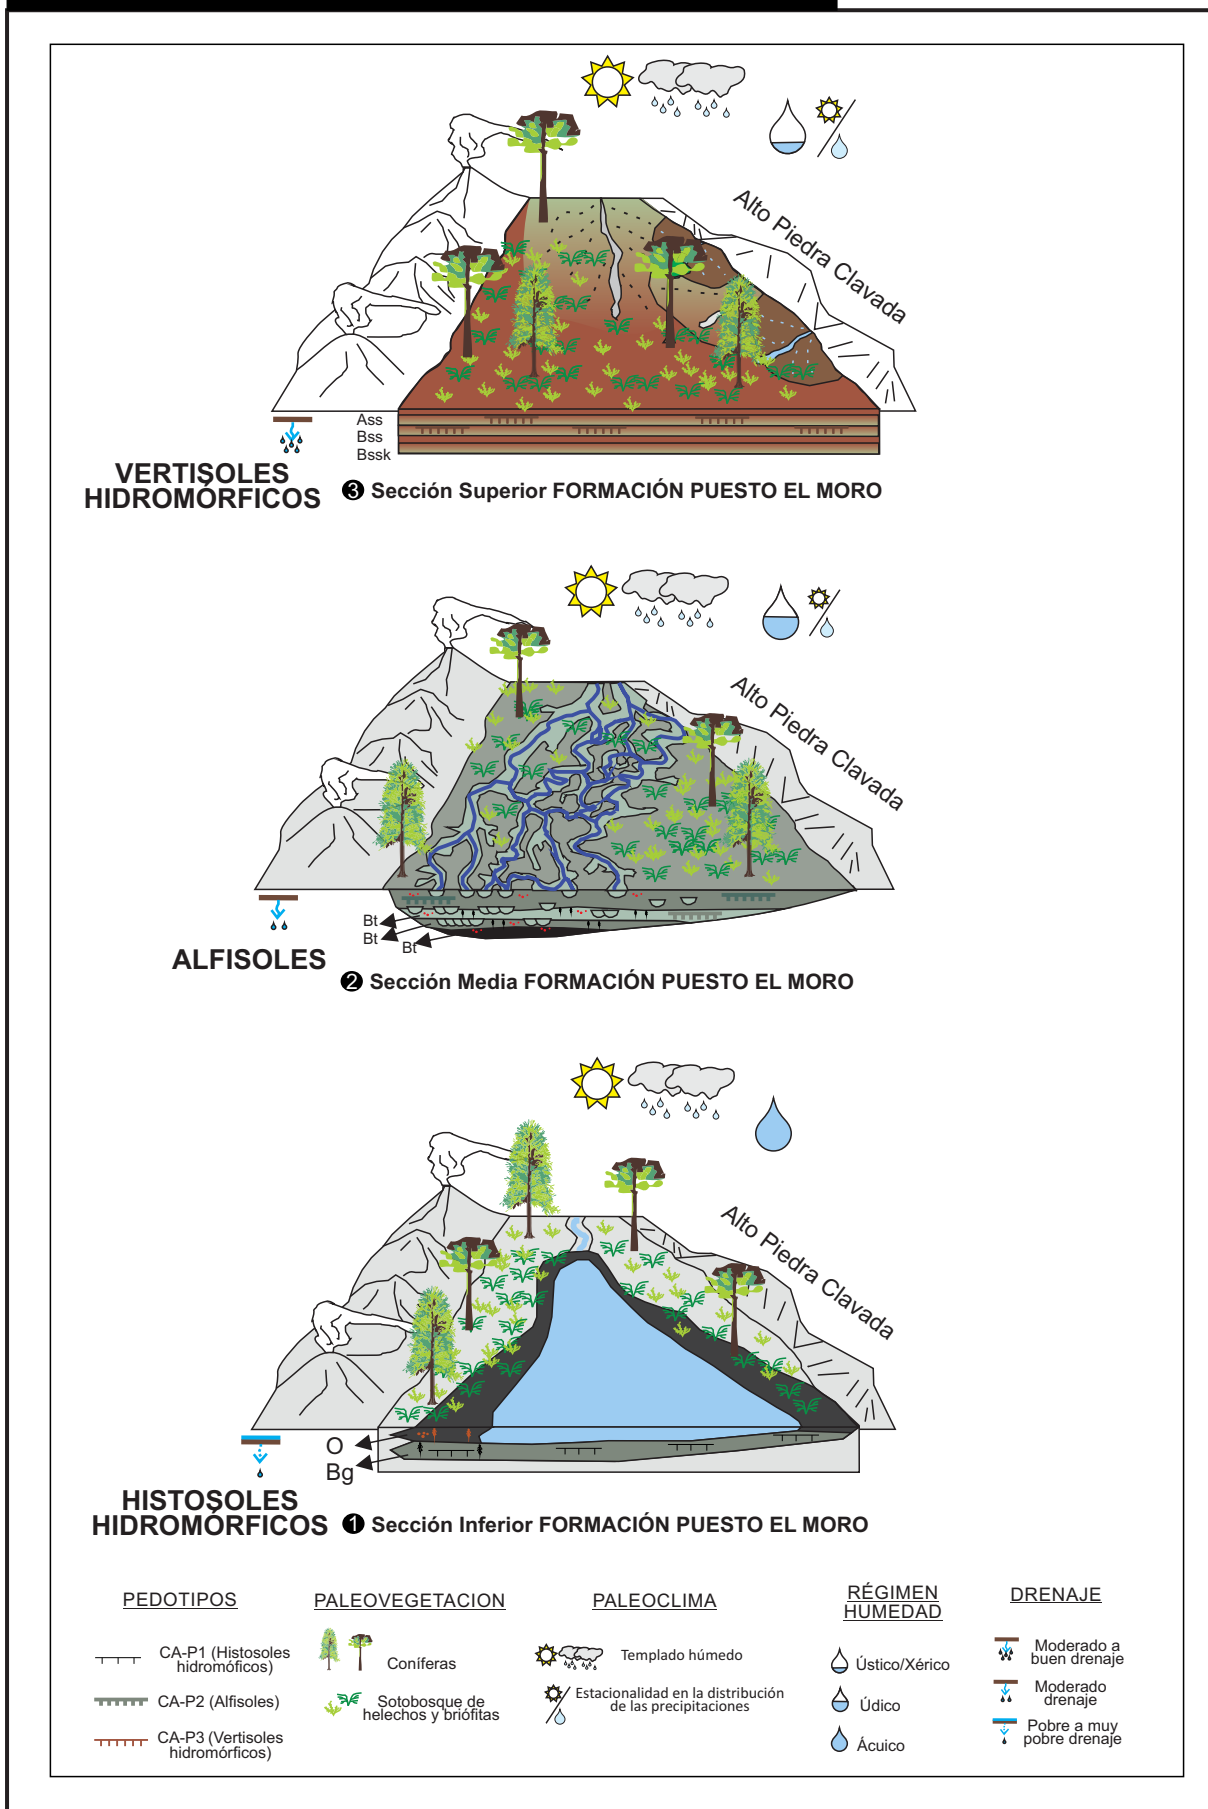 Alto Piedra Clavada
Ass
Bss
Bssk
VERTISOLES
HIDROMÓRFICOS
3 Sección Superior FORMACIÓN PUESTO EL MORO
Alto Piedra Clavada
Bt
Bt
Bt
ALFISOLES
2 Sección Media FORMACIÓN PUESTO EL MORO
Alto Piedra Clavada
O
Bg
HISTOSOLES
HIDROMÓRFICOS
1 Sección Inferior FORMACIÓN PUESTO EL MORO
PEDOTIPOS
CA-P1 (Histosoles
hidromóficos)
CA-P2 (Alfisoles)
CA-P3 (Vertisoles
hidromórficos)
PALEOVEGETACION
Coníferas
Sotobosque de
helechos y briófitas
PALEOCLIMA
Templado húmedo
Estacionalidad en la distribución
de las precipitaciones
RÉGIMEN
HUMEDAD
Ústico/Xérico
Údico
Ácuico
DRENAJE
Moderado a
buen drenaje
Moderado
drenaje
Pobre a muy
pobre drenaje